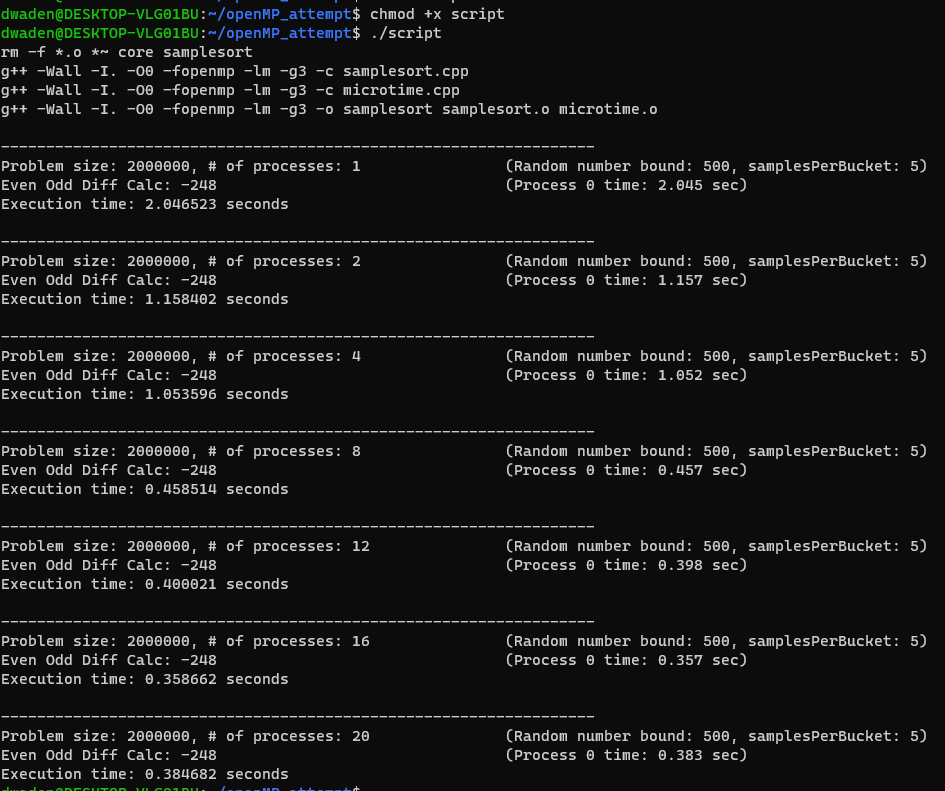 dwaden@DESKTOP-VLG01BU:~/openMP_attempt$ chmod +x script
dwaden@DESKTOP-VLG01BU:~/openMP_attempt$ ./script
rm -f *.o *~ core samplesort
g++ -Wall -I. -O0 -fopenmp -lm -g3 -c samplesort.cpp
g++ -Wall -I. -O0 -fopenmp -lm -g3 -c microtime.cpp
g++ -Wall -I. -O0 -fopenmp -lm -g3 -o samplesort samplesort.o microtime.o
------------------------------------------------------------------
Problem size: 2000000, # of processes: 1 (Random number bound: 500, samplesPerBucket: 5)
Even Odd Diff Calc: -248 (Process 0 time: 2.045 sec)
Execution time: 2.046523 seconds
------------------------------------------------------------------
Problem size: 2000000, # of processes: 2 (Random number bound: 500, samplesPerBucket: 5)
Even Odd Diff Calc: -248 (Process 0 time: 1.157 sec)
Execution time: 1.158402 seconds
------------------------------------------------------------------
Problem size: 2000000, # of processes: 4 (Random number bound: 500, samplesPerBucket: 5)
Even Odd Diff Calc: -248 (Process 0 time: 1.052 sec)
Execution time: 1.053596 seconds
------------------------------------------------------------------
Problem size: 2000000, # of processes: 8 (Random number bound: 500, samplesPerBucket: 5)
Even Odd Diff Calc: -248 (Process 0 time: 0.457 sec)
Execution time: 0.458514 seconds
------------------------------------------------------------------
Problem size: 2000000, # of processes: 12 (Random number bound: 500, samplesPerBucket: 5)
Even Odd Diff Calc: -248 (Process 0 time: 0.398 sec)
Execution time: 0.400021 seconds
------------------------------------------------------------------
Problem size: 2000000, # of processes: 16 (Random number bound: 500, samplesPerBucket: 5)
Even Odd Diff Calc: -248 (Process 0 time: 0.357 sec)
Execution time: 0.358662 seconds
------------------------------------------------------------------
Problem size: 2000000, # of processes: 20 (Random number bound: 500, samplesPerBucket: 5)
Even Odd Diff Calc: -248 (Process 0 time: 0.383 sec)
Execution time: 0.384682 seconds
dwaden@DESKTOP-VLG01BU:~/openMP_attempt$